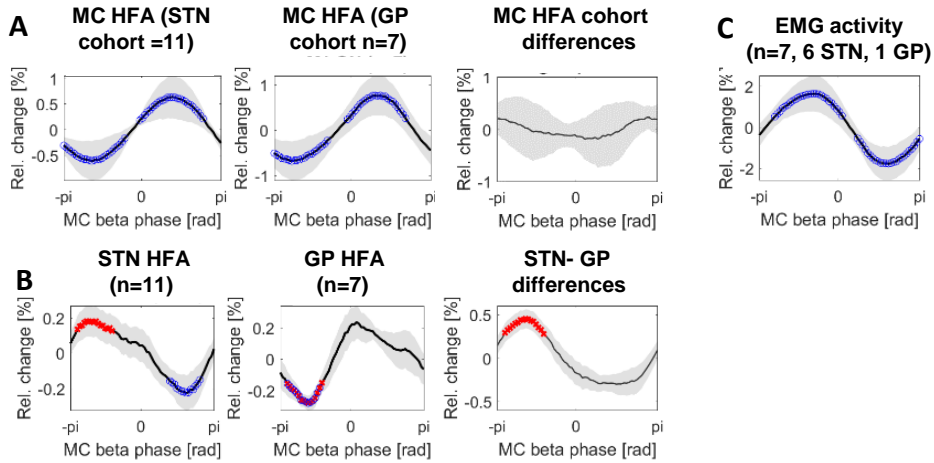 A
MC HFA (STN
cohort =11)
Rel. change [%]
0.5
0
-0.5
-pi
0
pi
MC beta phase [rad]
MC HFA (GP
cohort n=7)
Rel. change [%]
1
0
-1
-pi
0
pi
MC beta phase [rad]
MC HFA cohort
differences
Rel. change [%]
1
0
-1
-pi
0
pi
MC beta phase [rad]
C
EMG activity
(n=7, 6 STN, 1 GP)
Rel. change [%]
2
0
-2
-pi
0
pi
MC beta phase [rad]
B
STN HFA
(n=11)
Rel. change [%]
0.2
0
-0.2
-pi
0
pi
MC beta phase [rad]
GP HFA
(n=7)
Rel. change [%]
0.2
0
-0.2
-pi
0
pi
MC beta phase [rad]
STN- GP
differences
Rel. change [%]
0.5
0
-0.5
-pi
0
pi
MC beta phase [rad]